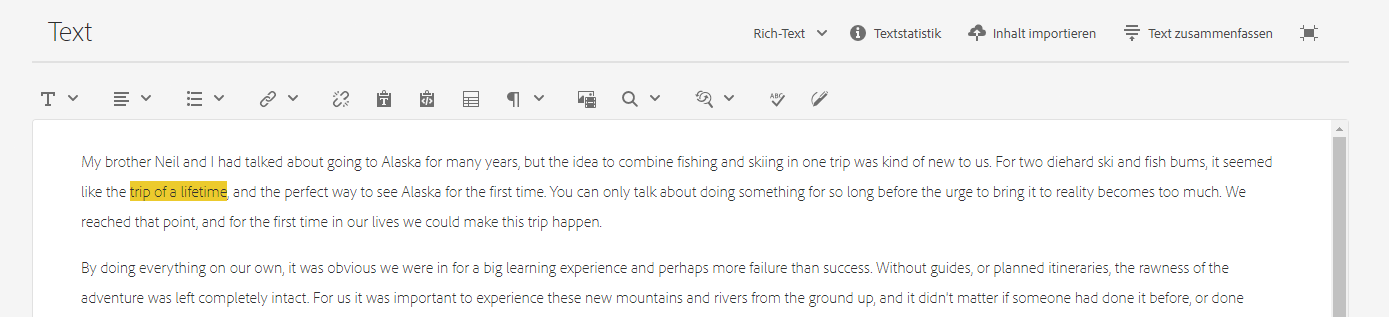 Text
Rich-Text Textstatistik Inhalt importieren Text zusammenfassen
ABC
My brother Neil and I had talked about going to Alaska for many years, but the idea to combine fishing and skiing in one trip was kind of new to us. For two diehard ski and fish bums, it seemed
like the trip of a lifetime, and the perfect way to see Alaska for the first time. You can only talk about doing something for so long before the urge to bring it to reality becomes too much. We
reached that point, and for the first time in our lives we could make this trip happen.
By doing everything on our own, it was obvious we were in for a big learning experience and perhaps more failure than success. Without guides, or planned itineraries, the rawness of the
adventure was left completely intact. For us it was important to experience these new mountains and rivers from the ground up, and it didn't matter if someone had done it before, or done